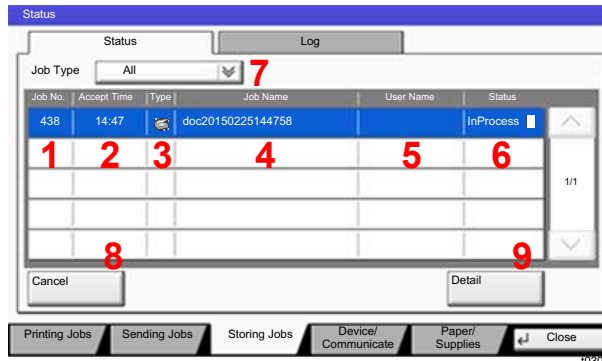 Status
Status Log
Job Type All 7
Job No. Accept Time Type Job Name User Name Status
438 14:47 doc20150225144758 InProcess
1 2 3 4 5 6
1/1
8 9
Cancel Detail
Printing Jobs Sending Jobs Storing Jobs Device/
Communicate Paper/
Supplies Close